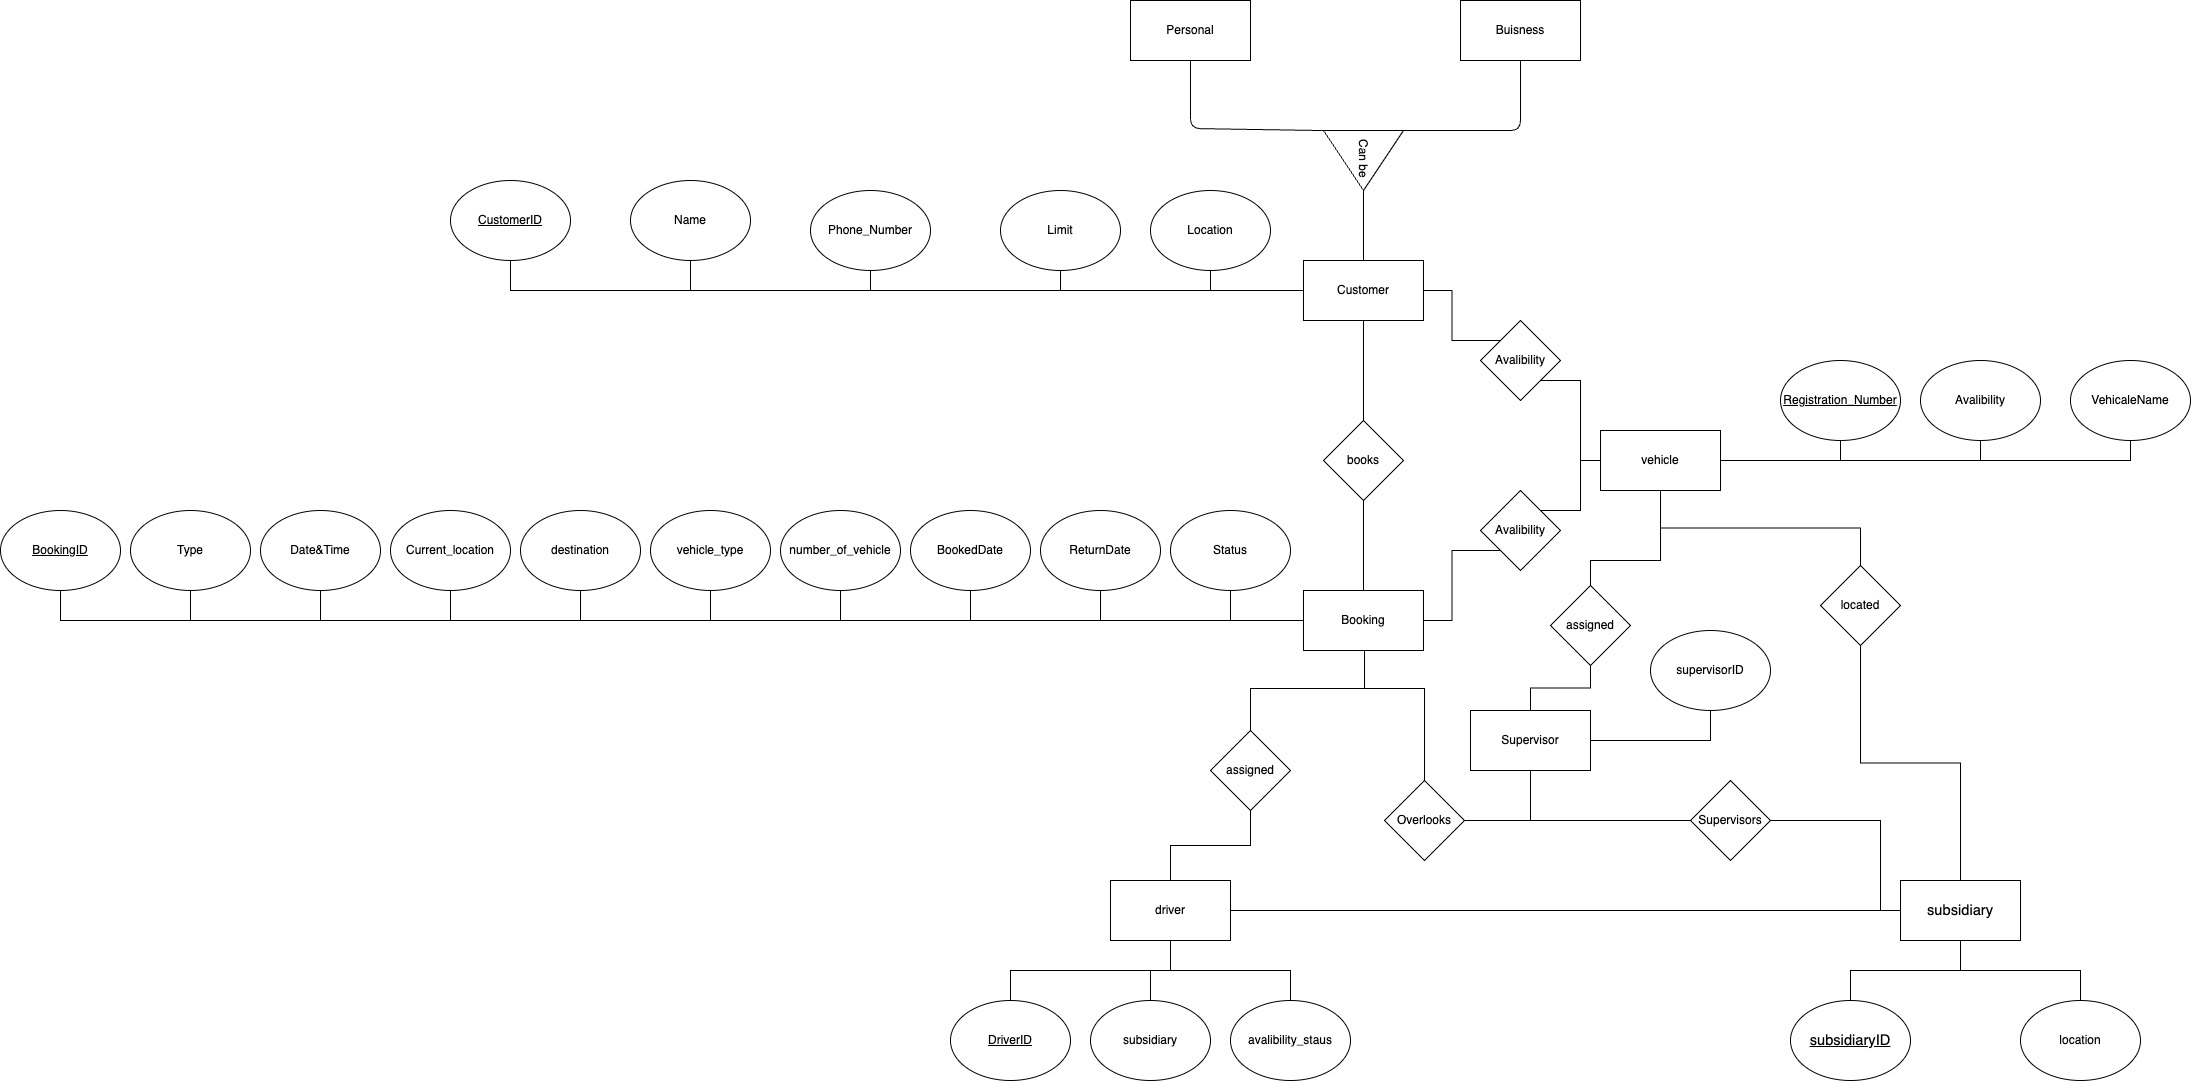 Personal
Buisness
Can be
CustomerID
Name
Phone_Number
Limit
Location
Customer
Avalibility
Registration_Number
Avalibility
VehicaleName
books
vehicle
Avalibility
BookingID
Type
Date&Time
Current_location
destination
vehicle_type
number_of_vehicle
BookedDate
ReturnDate
Status
Booking
assigned
located
supervisorID
Supervisor
assigned
Overlooks
Supervisors
driver
subsidiary
DriverID
subsidiary
avalibility_staus
subsidiaryID
location